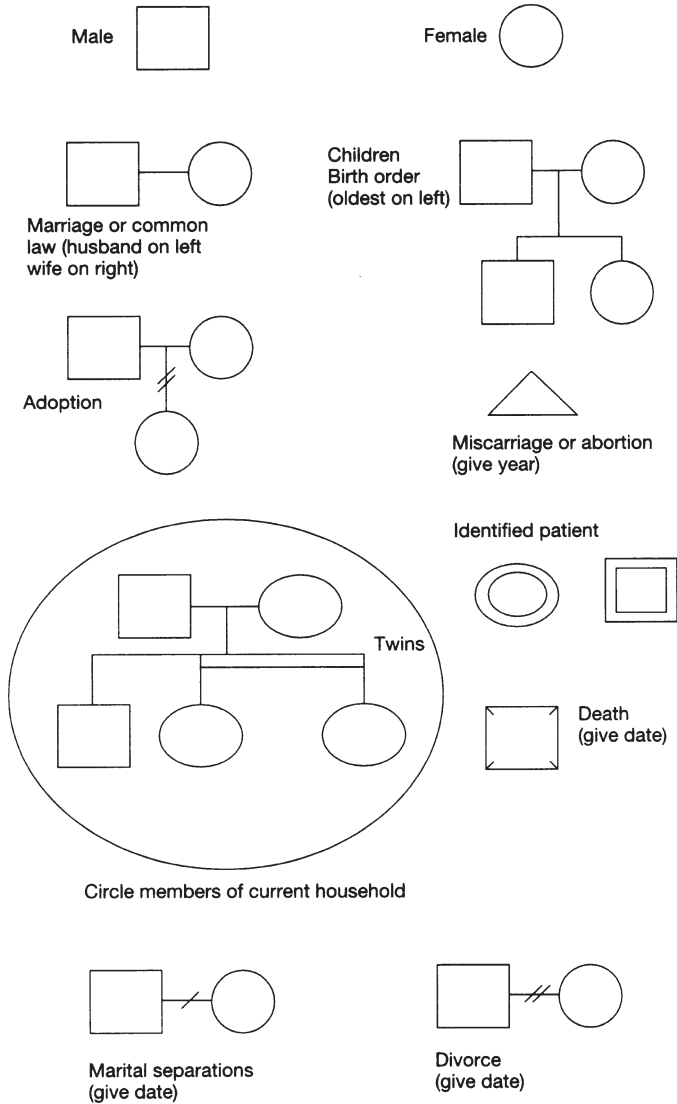 Male
Female
Marriage or common
law (husband on left
wife on right)
Children
Birth order
(oldest on left)
Adoption
Miscarriage or abortion
(give year)
Identified patient
Twins
Death
(give date)
Circle members of current household
Marital separations
(give date)
Divorce
(give date)